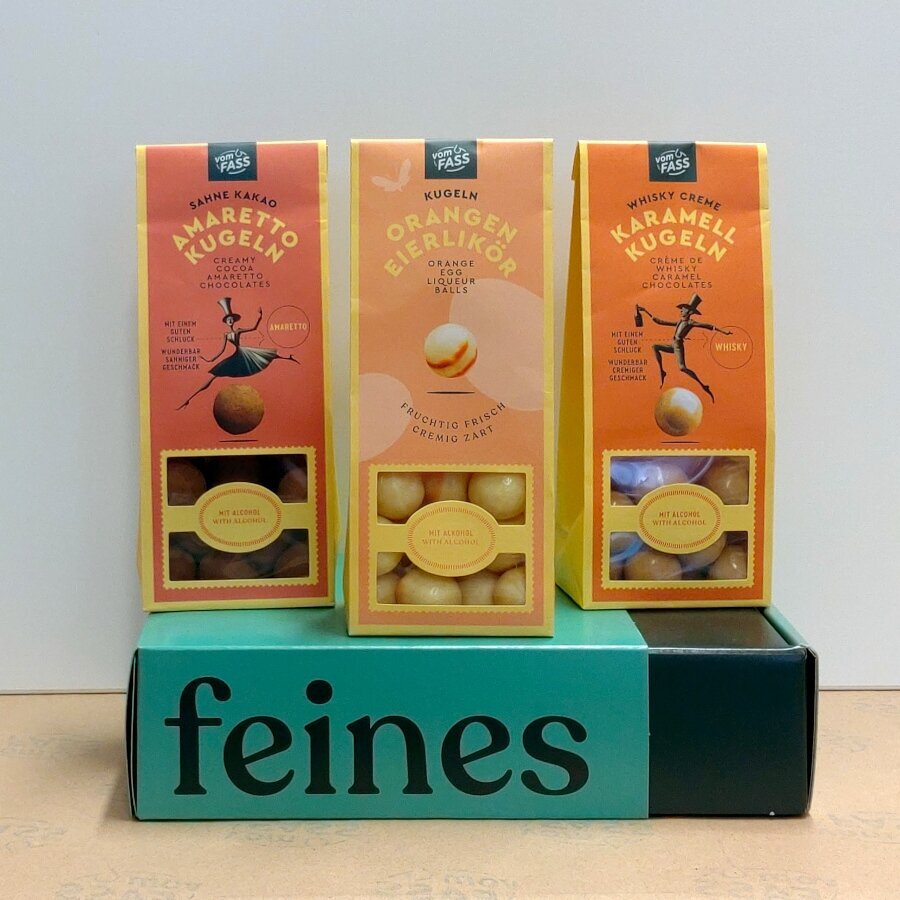 vom
FASS
SAHNE KAKAO
AMARETTO
KUGELN
CREAMY
COCOA
AMARETTO
CHOCOLATES
MIT EINEM
GUTEN
SCHLUCK
AMARETTO
WUNDERBAR
SAHNIGER
GESCHMACK
MIT ALCOHOL
WITH ALCOHOL
vom
FASS
KUGELN
ORANGEN
EIERLIKÖR
ORANGE
EGG
LIQUEUR
BALLS
FRUCHTIG FRISCH
CREMIG ZART
MIT ALKOHOL
WITH ALCOHOL
vom
FASS
WHISKY CREME
KARAMELL
KUGELN
CRÈME DE
WHISKY
CARAMEL
CHOCOLATES
MIT EINEM
GUTEN
SCHLUCK
WHISKY
WUNDERBAR
CREMIGER
GESCHMACK
MIT ALCOHOL
WITH ALCOHOL
feines